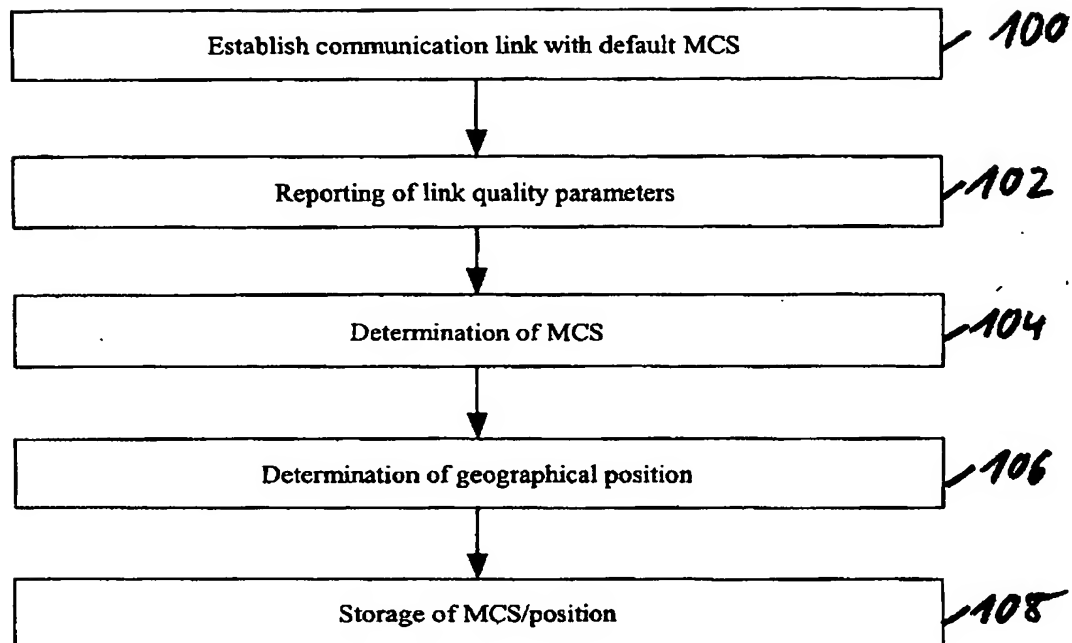 Establish communication link with default MCS 100
Reporting of link quality parameters 102
Determination of MCS 104
Determination of geographical position 106
Storage of MCS/position 108